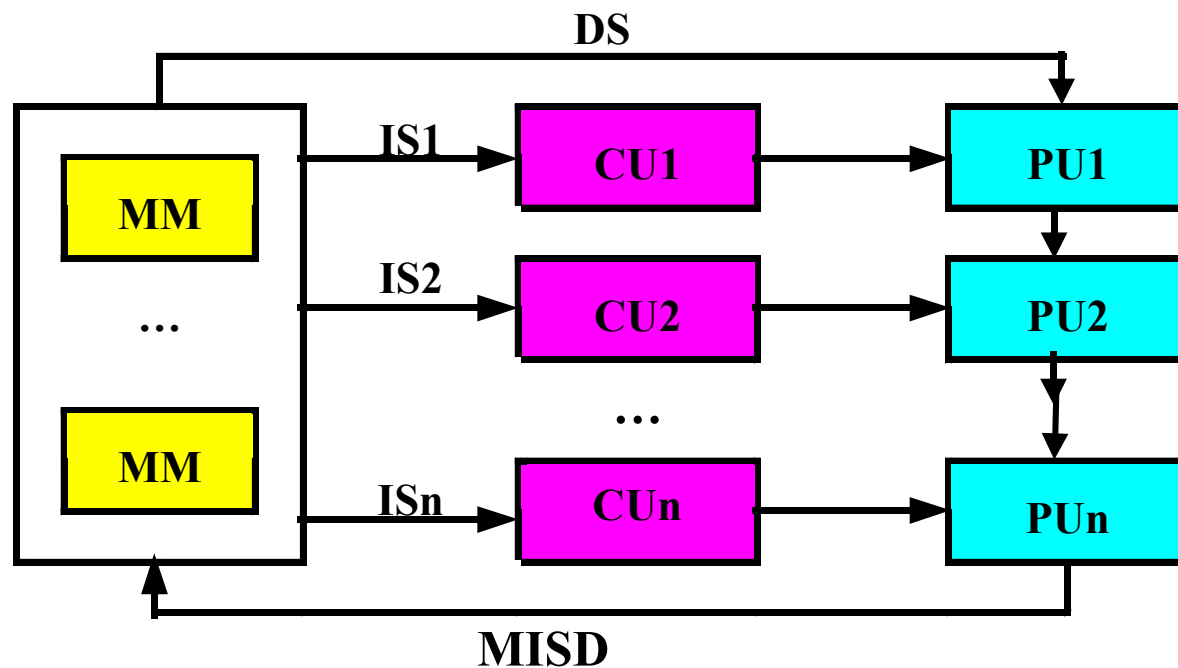 DS
IS1
CU1
PU1
MM
IS2
CU2
PU2
...
...
MM
ISn
CUn
PUn
MISD